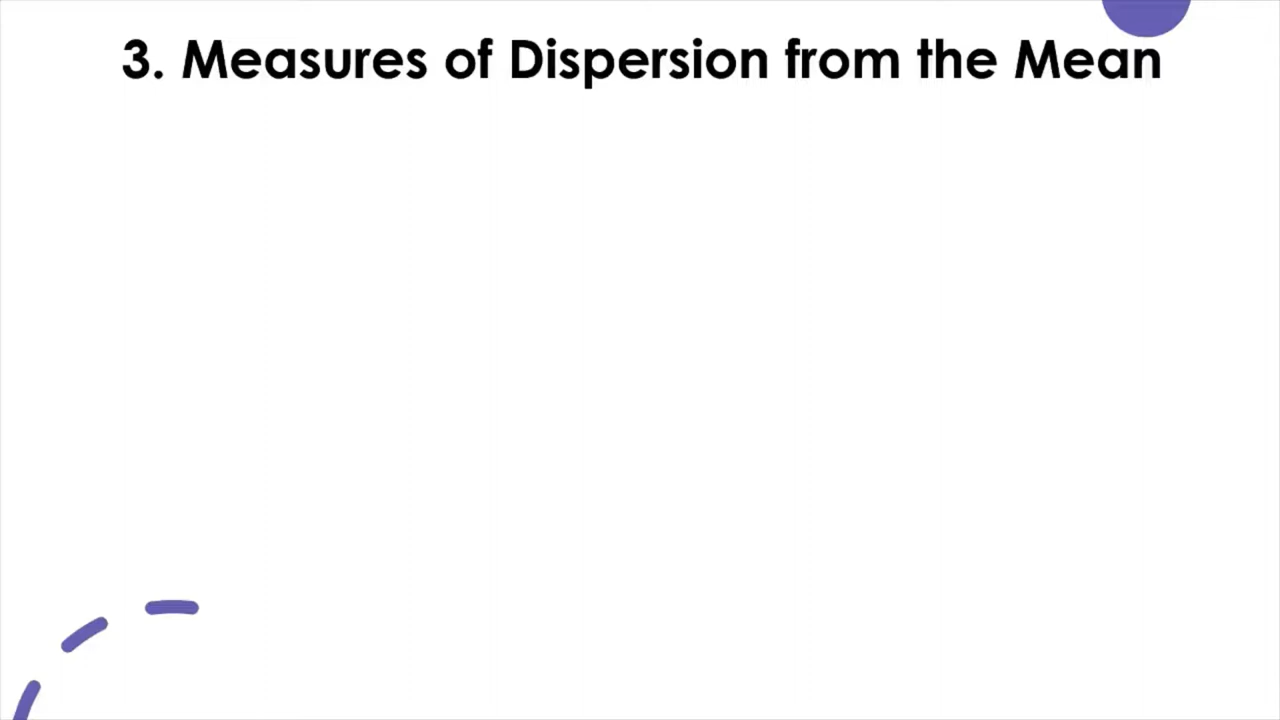 3. Measures of Dispersion from the Mean